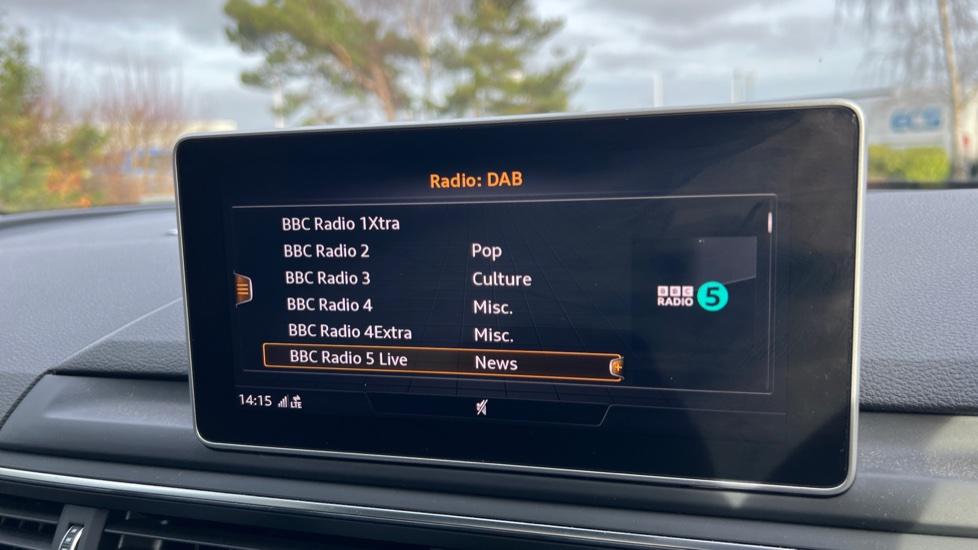 Radio: DAB
BBC Radio 1Xtra
BBC Radio 2 Pop
BBC Radio 3 Culture
BBC Radio 4 Misc.
BBC Radio 4Extra Misc.
BBC Radio 5 Live News
BBC
RADIO 5
14:15 LTE
ECS